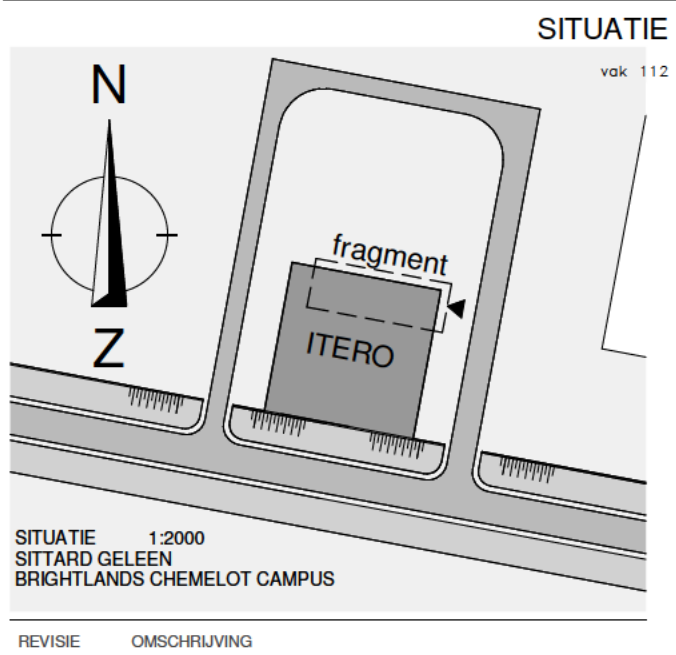 SITUATIE
vak 112
N
fragment
ITERO
Z
SITUATIE 1:2000
SITTARD GELEEN
BRIGHTLANDS CHEMELOT CAMPUS
REVISIE OMSCHRIJVING